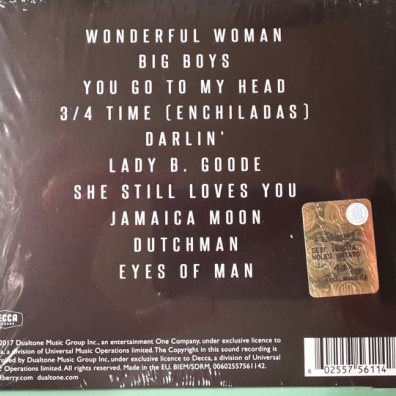 WONDERFUL WOMAN
BIG BOYS
YOU GO TO MY HEAD
3/4 TIME (ENCHILADAS)
DARLIN'
LADY B. GOODE
SHE STILL LOVES YOU
JAMAICA MOON
DUTCHMAN
EYES OF MAN
DECCA
2017 Dualtone Music Group Inc., an entertainment One Company, under exclusive licence to
a division of Universal Music Operations limited. The Copyright in this sound recording is
by Dualtone Music Group Inc. under exclusive licence to Decca, a division of Universal
Operations limited. All rights reserved. Made in the EU. BIEM/SDRM. 00602557561142.
dualtone.com
6 02557 56114